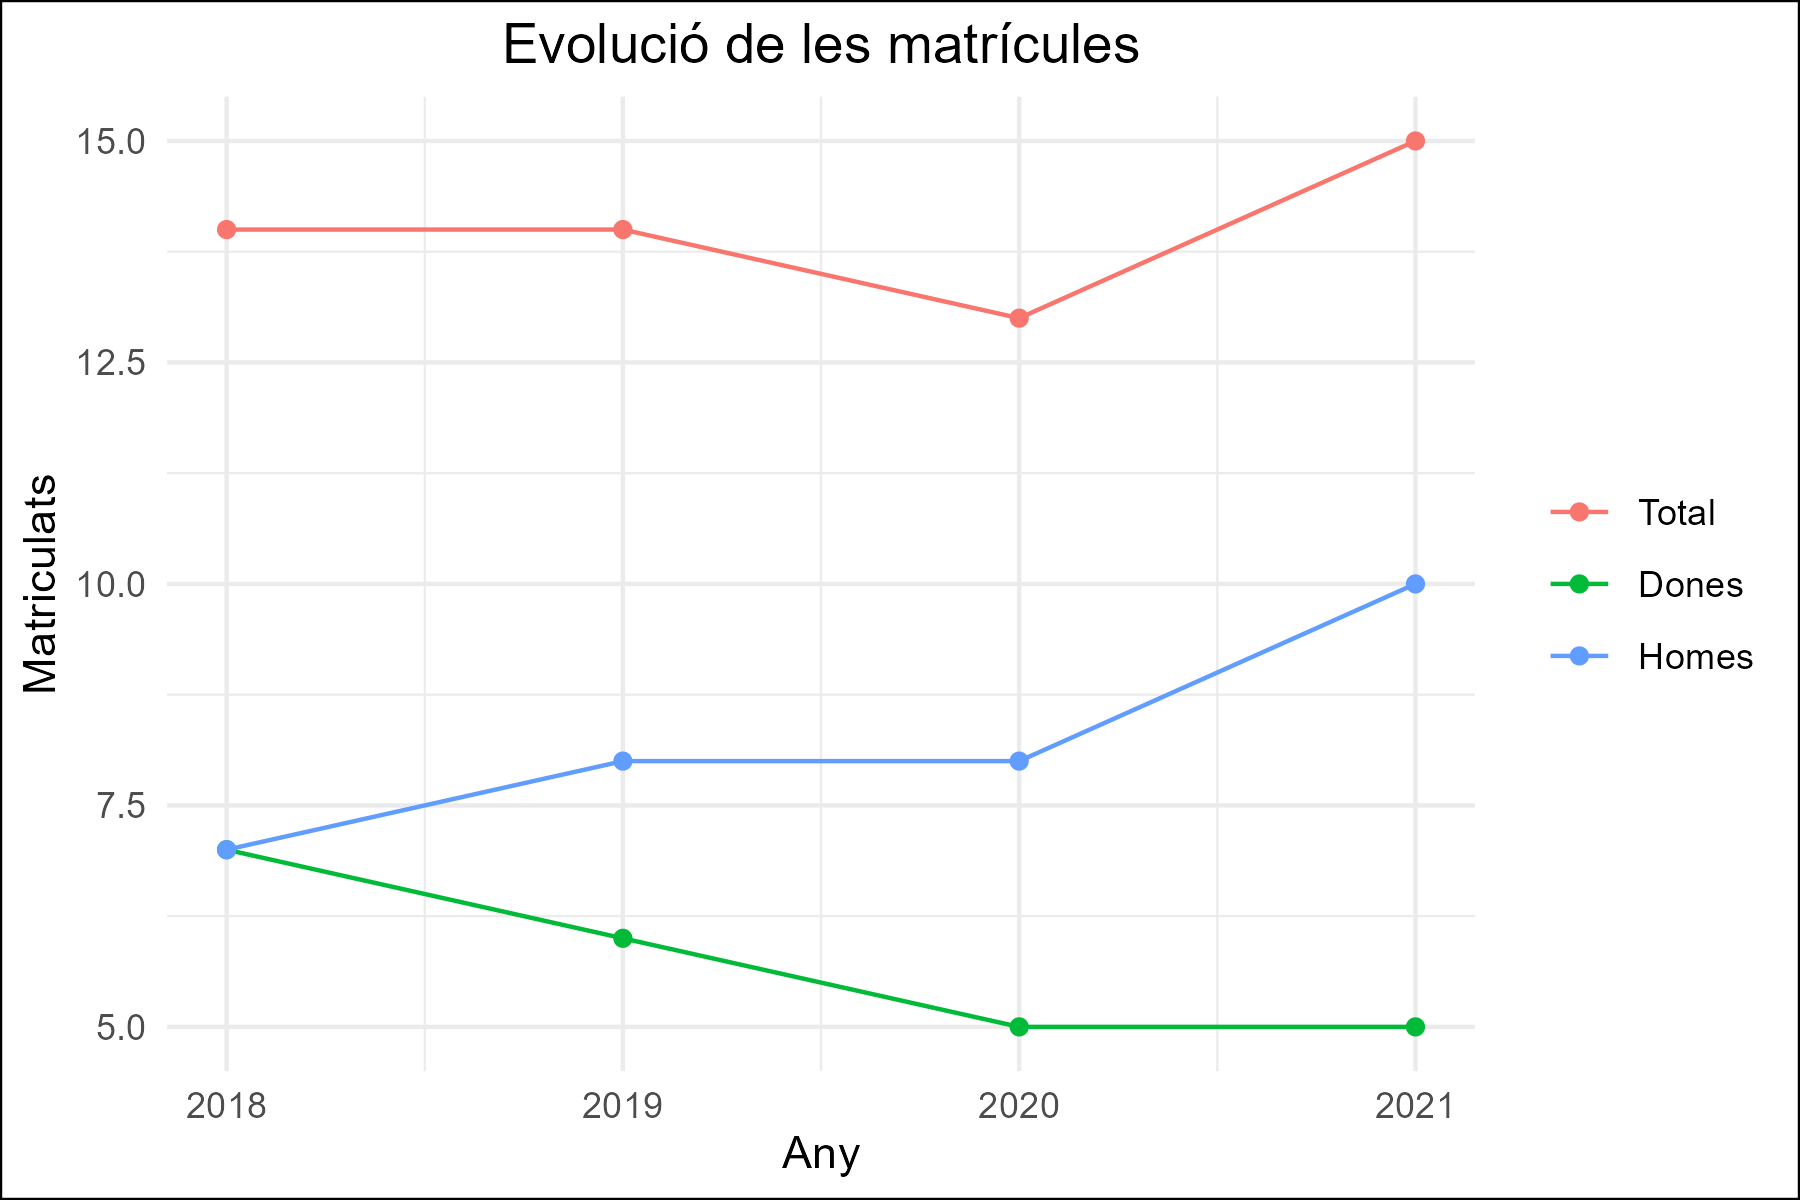 Evolució de les matrícules
15.0
12.5
10.0
7.5
5.0
Matriculats
2018 2019 2020 2021
Any
Total
Dones
Homes